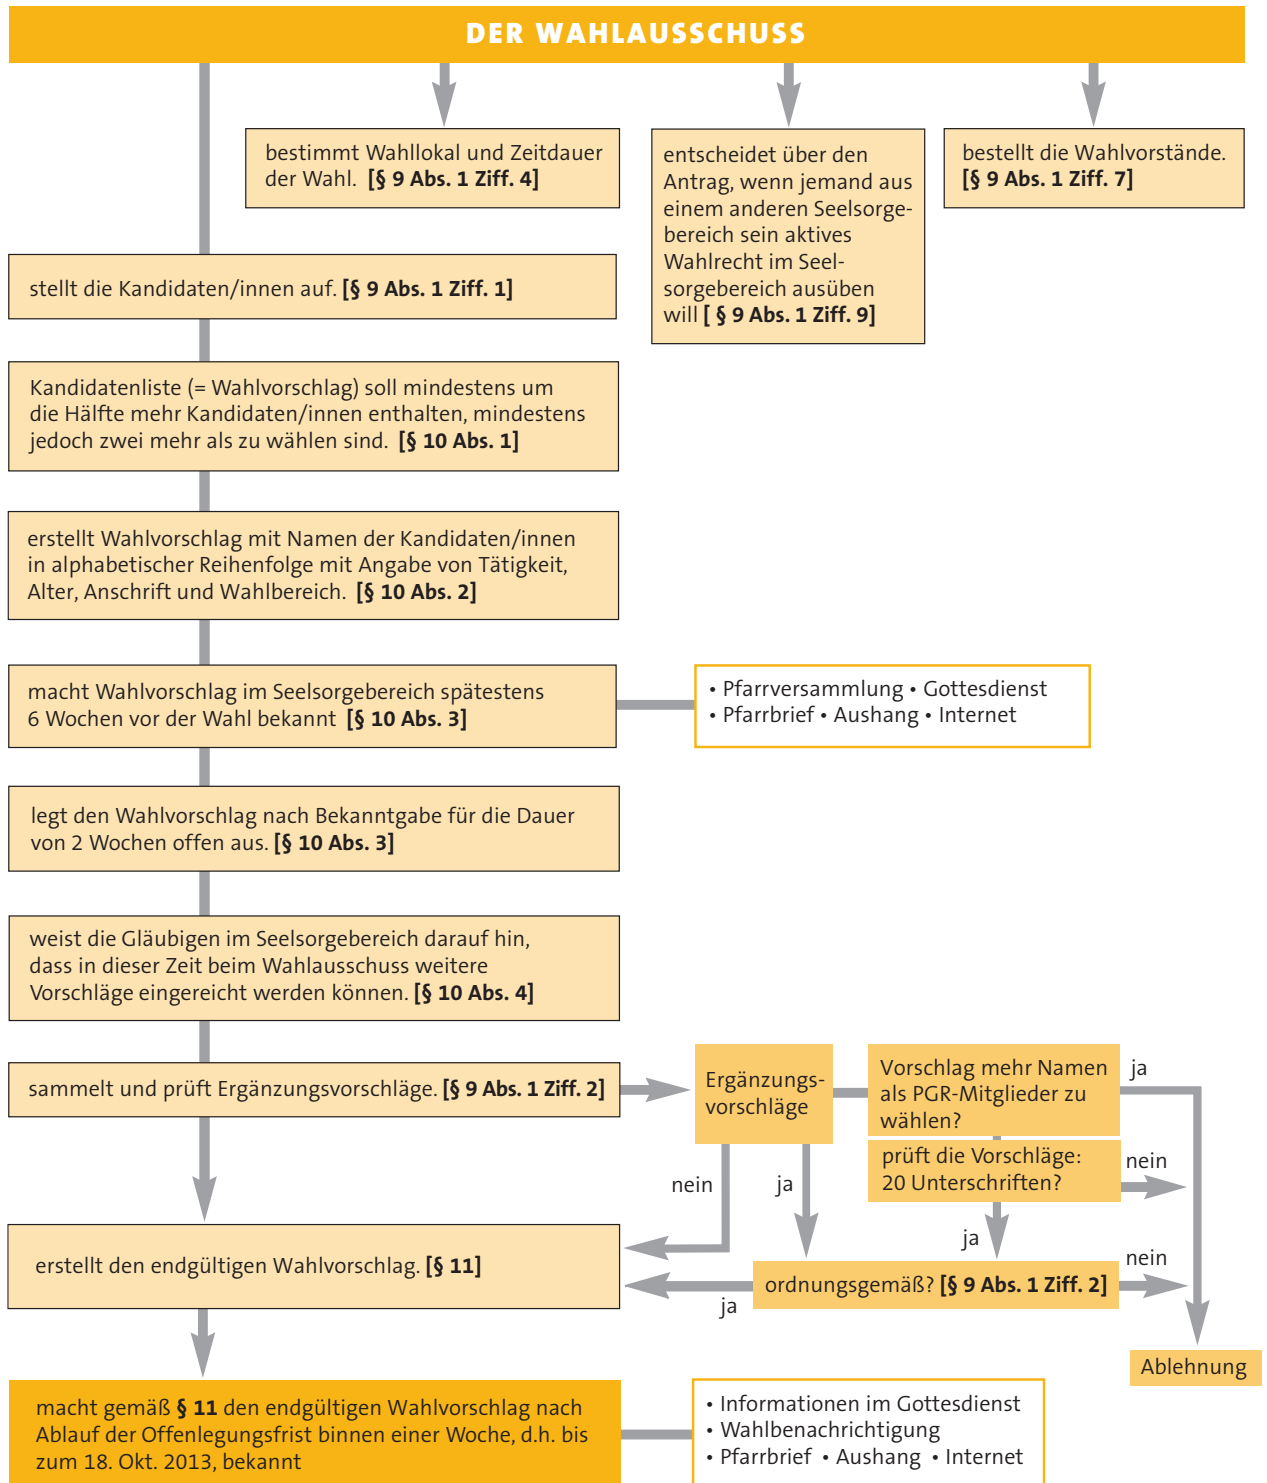 DER WAHLAUSSCHUSS
bestimmt Wahllokal und Zeitdauer
der Wahl. [§ 9 Abs. 1 Ziff. 4]
entscheidet über den
Antrag, wenn jemand aus
einem anderen Seelsorge-
bereich sein aktives
Wahlrecht im Seel-
sorgebereich ausüben
will [ § 9 Abs. 1 Ziff. 9]
bestellt die Wahlvorstände.
[§ 9 Abs. 1 Ziff. 7]
stellt die Kandidaten/innen auf. [§ 9 Abs. 1 Ziff. 1]
Kandidatenliste (= Wahlvorschlag) soll mindestens um
die Hälfte mehr Kandidaten/innen enthalten, mindestens
jedoch zwei mehr als zu wählen sind. [§ 10 Abs. 1]
erstellt Wahlvorschlag mit Namen der Kandidaten/innen
in alphabetischer Reihenfolge mit Angabe von Tätigkeit,
Alter, Anschrift und Wahlbereich. [§ 10 Abs. 2]
macht Wahlvorschlag im Seelsorgebereich spätestens
6 Wochen vor der Wahl bekannt [§ 10 Abs. 3]
• Pfarrversammlung • Gottesdienst
• Pfarrbrief • Aushang • Internet
legt den Wahlvorschlag nach Bekanntgabe für die Dauer
von 2 Wochen offen aus. [§ 10 Abs. 3]
weist die Gläubigen im Seelsorgebereich darauf hin,
dass in dieser Zeit beim Wahlausschuss weitere
Vorschläge eingereicht werden können. [§ 10 Abs. 4]
sammelt und prüft Ergänzungsvorschläge. [§ 9 Abs. 1 Ziff. 2]
Ergänzungs-
vorschläge
Vorschlag mehr Namen
als PGR-Mitglieder zu
wählen?
ja
prüft die Vorschläge:
20 Unterschriften?
nein
nein
ja
ja
nein
erstellt den endgültigen Wahlvorschlag. [§ 11]
ordnungsgemäß? [§ 9 Abs. 1 Ziff. 2]
ja
Ablehnung
macht gemäß § 11 den endgültigen Wahlvorschlag nach
Ablauf der Offenlegungsfrist binnen einer Woche, d.h. bis
zum 18. Okt. 2013, bekannt
• Informationen im Gottesdienst
• Wahlbenachrichtigung
• Pfarrbrief • Aushang • Internet